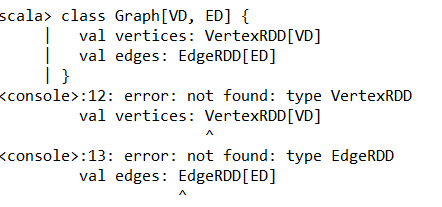 scala> class Graph[VD, ED] {
     |   val vertices: VertexRDD[VD]
     |   val edges: EdgeRDD[ED]
     | }
<console>:12: error: not found: type VertexRDD
         val vertices: VertexRDD[VD]
                       ^
<console>:13: error: not found: type EdgeRDD
         val edges: EdgeRDD[ED]
                    ^